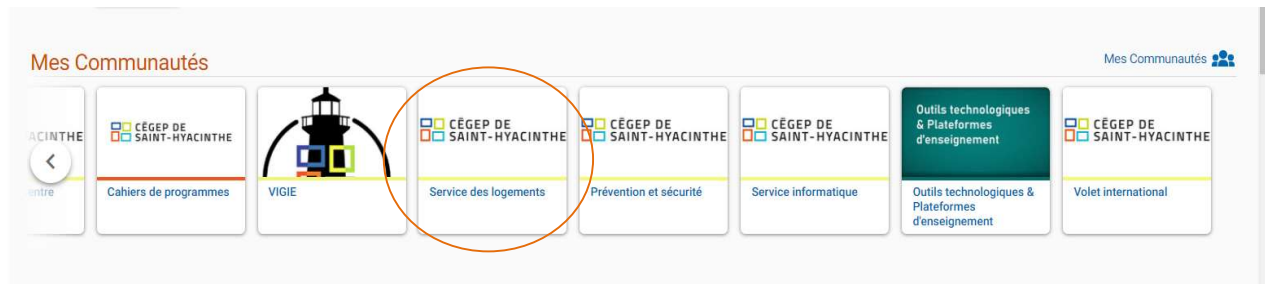 Mes Communautés
Mes Communautés
ACINTHE
entre
CÉGEP DE
SAINT-HYACINTHE
Cahiers de programmes
VIGIE
CÉGEP DE
SAINT-HYACINTHE
Service des logements
CÉGEP DE
SAINT-HYACINTHE
Prévention et sécurité
CÉGEP DE
SAINT-HYACINTHE
Service informatique
Outils technologiques
& Plateformes
d'enseignement
Outils technologiques &
Plateformes
d'enseignement
CÉGEP DE
SAINT-HYACINTHE
Volet international